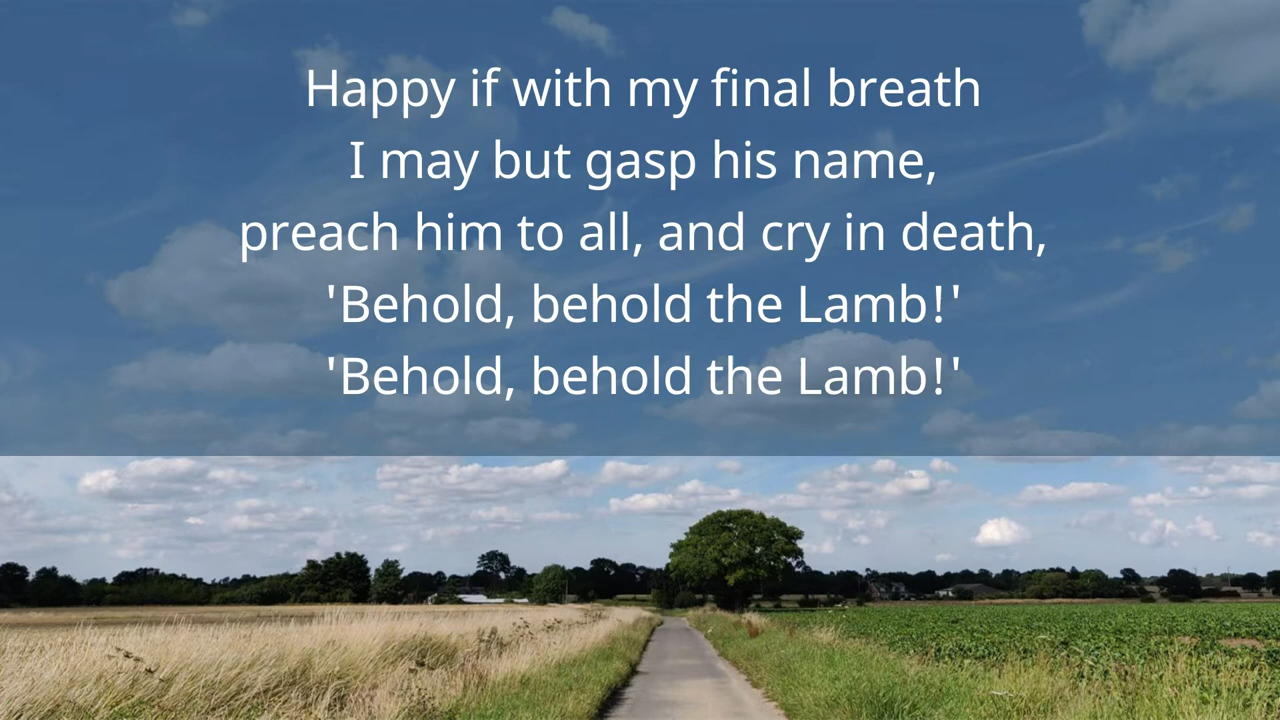 Happy if with my final breath
I may but gasp his name,
preach him to all, and cry in death,
'Behold, behold the Lamb!'
'Behold, behold the Lamb!'